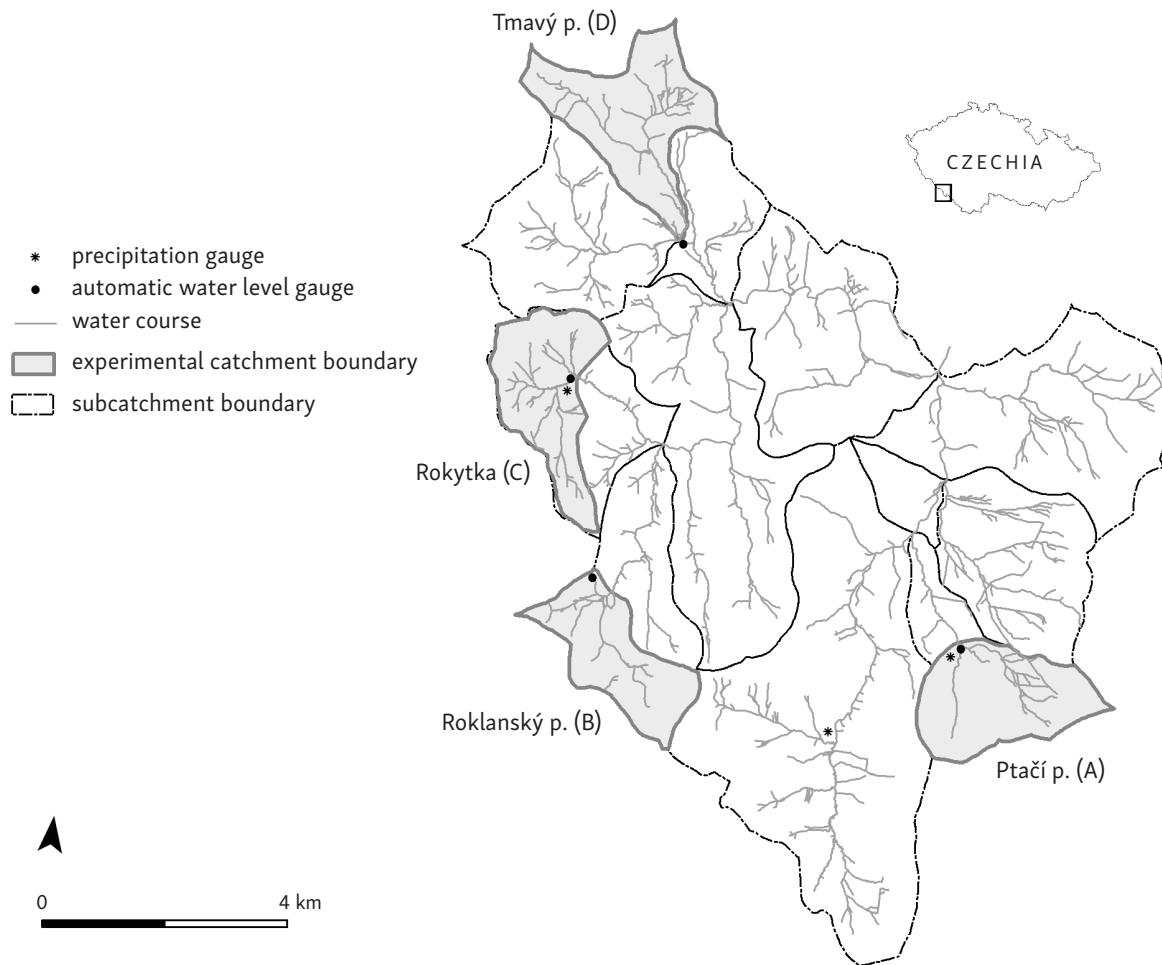 Tmavý p. (D)
CZECHIA
precipitation gauge
automatic water level gauge
water course
experimental catchment boundary
subcatchment boundary
Rokytka (C)
Roklanský p. (B)
Ptačí p. (A)
0 4 km